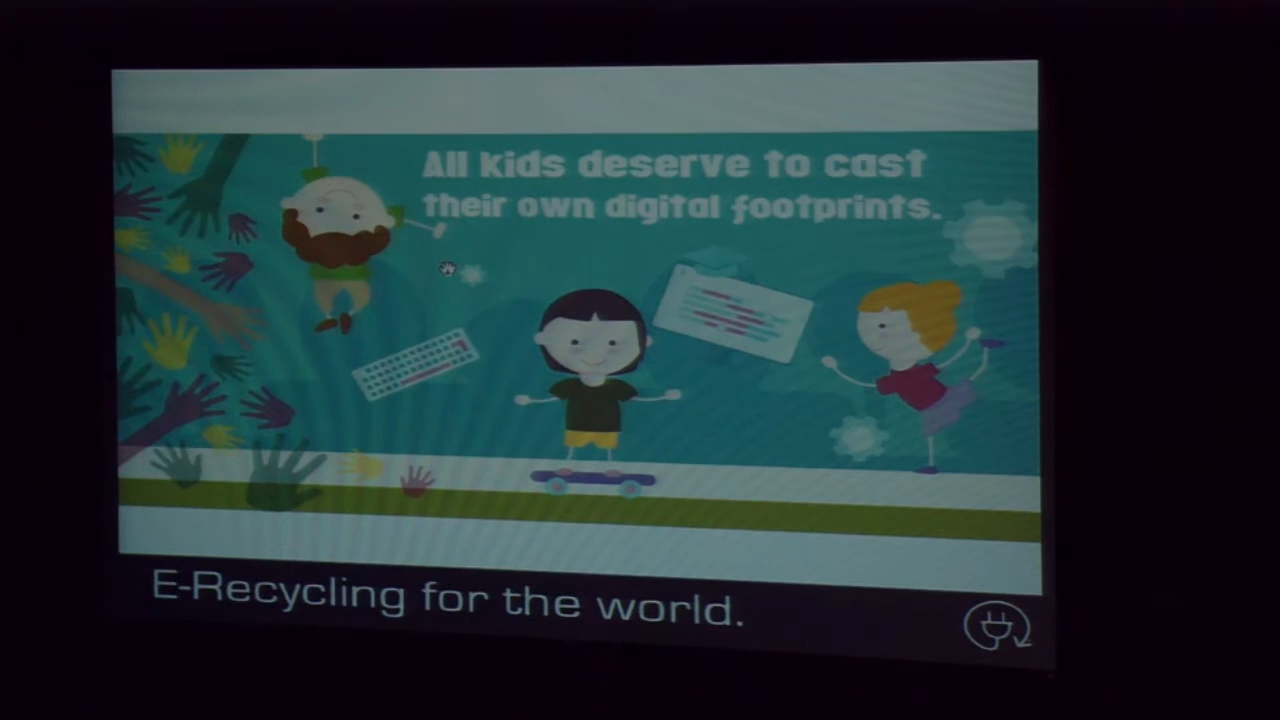 All kids deserve to cast
their own digital footprints.
E-Recycling for the world.